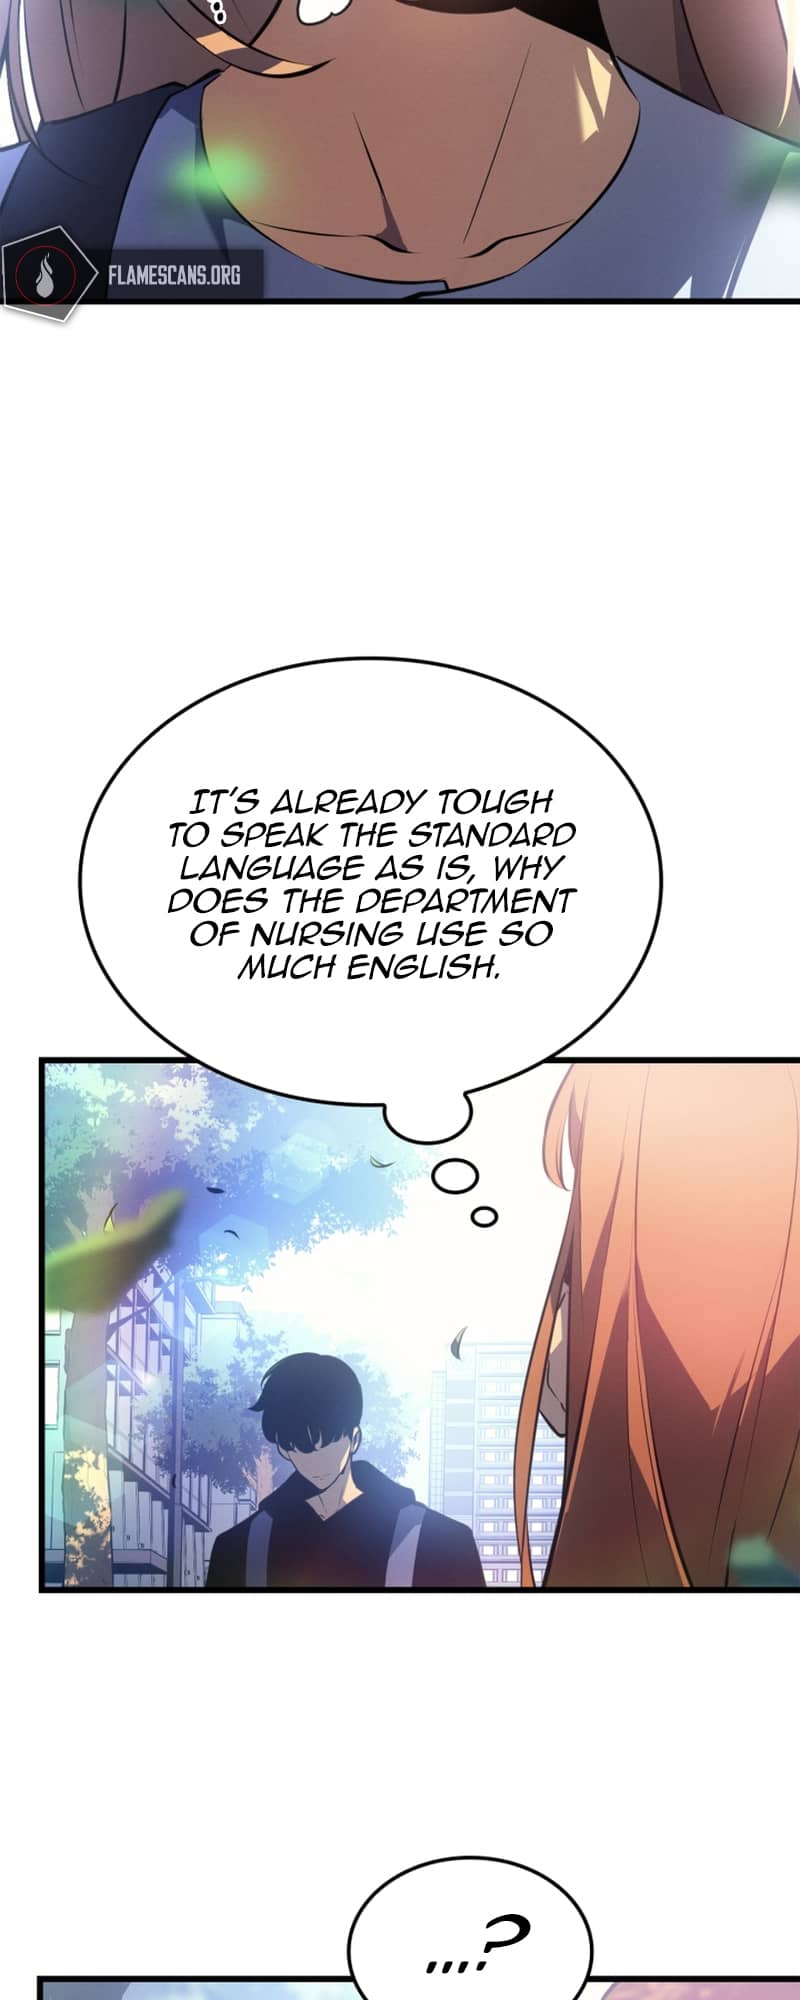 FLAMESCANS.ORG
IT'S ALREADY TOUGH
TO SPEAK THE STANDARD
LANGUAGE AS IS, WHY
DOES THE DEPARTMENT
OF NURSING USE SO
MUCH ENGLISH.
...?